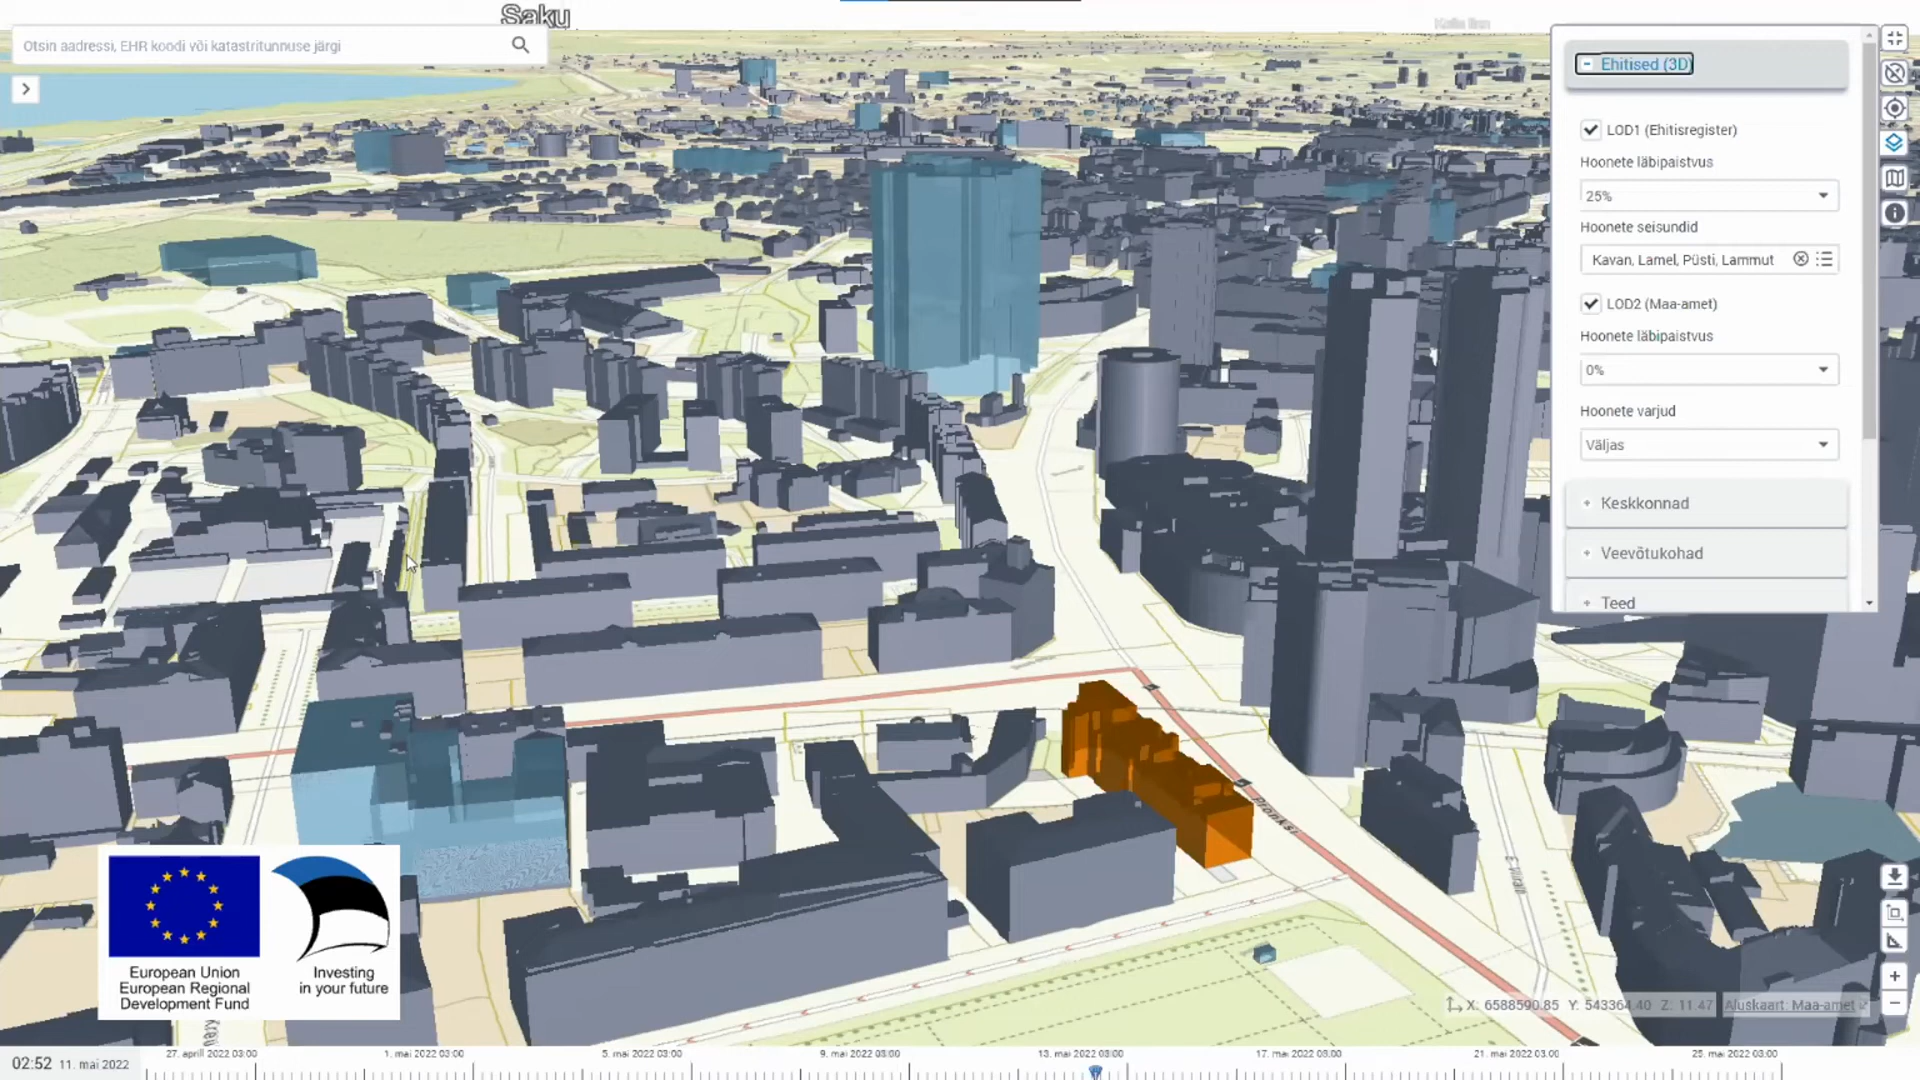 Saku
Otsin aadressi, EHR koodi või katastritunnuse järgi
Ehitised (3D)
LOD1 (Ehitisregister)
Hoonete läbipaistvus
25%
Hoonete seisundid
Kavan, Lamel, Püsti, Lammut
LOD2 (Maa-amet)
Hoonete läbipaistvus
0%
Hoonete varjud
Väljas
Keskkonnad
Veevõtukohad
Teed
Pronksi
European Union
European Regional
Development Fund
Investing
in your future
X: 6588590.85 Y: 543364.40 Z: 11.47
Aluskaart: Maa-amet
02:52 11. mai 2022
27. aprill 2022 03:00
1. mai 2022 03:00
5. mai 2022 03:00
9. mai 2022 03:00
13. mai 2022 03:00
17. mai 2022 03:00
21. mai 2022 03:00
25. mai 2022 03:00